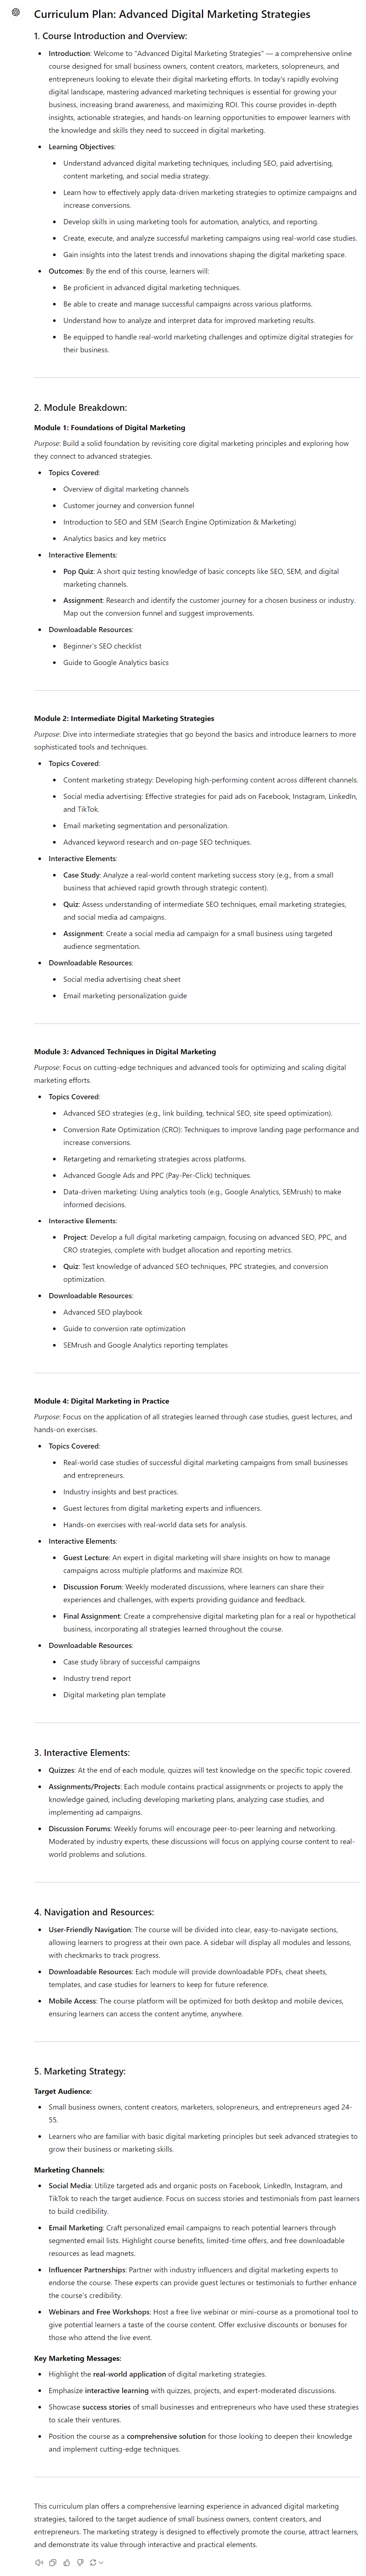 Curriculum Plan: Advanced Digital Marketing Strategies
1. Course Introduction and Overview:
Introduction: Welcome to "Advanced Digital Marketing Strategies" — a comprehensive online
course designed for small business owners, content creators, marketers, solopreneurs, and
entrepreneurs looking to elevate their digital marketing efforts. In today's rapidly evolving
digital landscape, mastering advanced marketing techniques is essential for growing your
business, increasing brand awareness, and maximizing ROI. This course provides in-depth
insights, actionable strategies, and hands-on learning opportunities to empower learners with
the knowledge and skills they need to succeed in digital marketing.
Learning Objectives:
Understand advanced digital marketing techniques, including SEO, paid advertising,
content marketing, and social media strategy.
Learn how to effectively apply data-driven marketing strategies to optimize campaigns and
increase conversions.
Develop skills in using marketing tools for automation, analytics, and reporting.
Create, execute, and analyze successful marketing campaigns using real-world case studies.
Gain insights into the latest trends and innovations shaping the digital marketing space.
Outcomes: By the end of this course, learners will:
Be proficient in advanced digital marketing techniques.
Be able to create and manage successful campaigns across various platforms.
Understand how to analyze and interpret data for improved marketing results.
Be equipped to handle real-world marketing challenges and optimize digital strategies for
their business.
2. Module Breakdown:
Module 1: Foundations of Digital Marketing
Purpose: Build a solid foundation by revisiting core digital marketing principles and exploring how
they connect to advanced strategies.
Topics Covered:
Overview of digital marketing channels
Customer journey and conversion funnel
Introduction to SEO and SEM (Search Engine Optimization & Marketing)
Analytics basics and key metrics
Interactive Elements:
Pop Quiz: A short quiz testing knowledge of basic concepts like SEO, SEM, and digital
marketing channels.
Assignment: Research and identify the customer journey for a chosen business or industry.
Map out the conversion funnel and suggest improvements.
Downloadable Resources:
Beginner's SEO checklist
Guide to Google Analytics basics
Module 2: Intermediate Digital Marketing Strategies
Purpose: Dive into intermediate strategies that go beyond the basics and introduce learners to more
sophisticated tools and techniques.
Topics Covered:
Content marketing strategy: Developing high-performing content across different channels.
Social media advertising: Effective strategies for paid ads on Facebook, Instagram, LinkedIn,
and TikTok.
Email marketing segmentation and personalization.
Advanced keyword research and on-page SEO techniques.
Interactive Elements:
Case Study: Analyze a real-world content marketing success story (e.g., from a small
business that achieved rapid growth through strategic content).
Quiz: Assess understanding of intermediate SEO techniques, email marketing strategies,
and social media ad campaigns.
Assignment: Create a social media ad campaign for a small business using targeted
audience segmentation.
Downloadable Resources:
Social media advertising cheat sheet
Email marketing personalization guide
Module 3: Advanced Techniques in Digital Marketing
Purpose: Focus on cutting-edge techniques and advanced tools for optimizing and scaling digital
marketing efforts.
Topics Covered:
Advanced SEO strategies (e.g., link building, technical SEO, site speed optimization).
Conversion Rate Optimization (CRO): Techniques to improve landing page performance and
increase conversions.
Retargeting and remarketing strategies across platforms.
Advanced Google Ads and PPC (Pay-Per-Click) techniques.
Data-driven marketing: Using analytics tools (e.g., Google Analytics, SEMrush) to make
informed decisions.
Interactive Elements:
Project: Develop a full digital marketing campaign, focusing on advanced SEO, PPC, and
CRO strategies, complete with budget allocation and reporting metrics.
Quiz: Test knowledge of advanced SEO techniques, PPC strategies, and conversion
optimization.
Downloadable Resources:
Advanced SEO playbook
Guide to conversion rate optimization
SEMrush and Google Analytics reporting templates
Module 4: Digital Marketing in Practice
Purpose: Focus on the application of all strategies learned through case studies, guest lectures, and
hands-on exercises.
Topics Covered:
Real-world case studies of successful digital marketing campaigns from small businesses
and entrepreneurs.
Industry insights and best practices.
Guest lectures from digital marketing experts and influencers.
Hands-on exercises with real-world data sets for analysis.
Interactive Elements:
Guest Lecture: An expert in digital marketing will share insights on how to manage
campaigns across multiple platforms and maximize ROI.
Discussion Forum: Weekly moderated discussions, where learners can share their
experiences and challenges, with experts providing guidance and feedback.
Final Assignment: Create a comprehensive digital marketing plan for a real or hypothetical
business, incorporating all strategies learned throughout the course.
Downloadable Resources:
Case study library of successful campaigns
Industry trend report
Digital marketing plan template
3. Interactive Elements:
Quizzes: At the end of each module, quizzes will test knowledge on the specific topic covered.
Assignments/Projects: Each module contains practical assignments or projects to apply the
knowledge gained, including developing marketing plans, analyzing case studies, and
implementing ad campaigns.
Discussion Forums: Weekly forums will encourage peer-to-peer learning and networking.
Moderated by industry experts, these discussions will focus on applying course content to real-
world problems and solutions.
4. Navigation and Resources:
User-Friendly Navigation: The course will be divided into clear, easy-to-navigate sections,
allowing learners to progress at their own pace. A sidebar will display all modules and lessons,
with checkmarks to track progress.
Downloadable Resources: Each module will provide downloadable PDFs, cheat sheets,
templates, and case studies for learners to keep for future reference.
Mobile Access: The course platform will be optimized for both desktop and mobile devices,
ensuring learners can access the content anytime, anywhere.
5. Marketing Strategy:
Target Audience:
Small business owners, content creators, marketers, solopreneurs, and entrepreneurs aged 24-
55.
Learners who are familiar with basic digital marketing principles but seek advanced strategies to
grow their business or marketing skills.
Marketing Channels:
Social Media: Utilize targeted ads and organic posts on Facebook, LinkedIn, Instagram, and
TikTok to reach the target audience. Focus on success stories and testimonials from past learners
to build credibility.
Email Marketing: Craft personalized email campaigns to reach potential learners through
segmented email lists. Highlight course benefits, limited-time offers, and free downloadable
resources as lead magnets.
Influencer Partnerships: Partner with industry influencers and digital marketing experts to
endorse the course. These experts can provide guest lectures or testimonials to further enhance
the course's credibility.
Webinars and Free Workshops: Host a free live webinar or mini-course as a promotional tool to
give potential learners a taste of the course content. Offer exclusive discounts or bonuses for
those who attend the live event.
Key Marketing Messages:
Highlight the real-world application of digital marketing strategies.
Emphasize interactive learning with quizzes, projects, and expert-moderated discussions.
Showcase success stories of small businesses and entrepreneurs who have used these strategies
to scale their ventures.
Position the course as a comprehensive solution for those looking to deepen their knowledge
and implement cutting-edge techniques.
This curriculum plan offers a comprehensive learning experience in advanced digital marketing
strategies, tailored to the target audience of small business owners, content creators, and
entrepreneurs. The marketing strategy is designed to effectively promote the course, attract learners,
and demonstrate its value through interactive and practical elements.